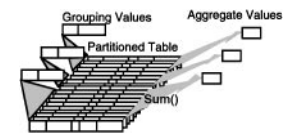 Grouping Values
Aggregate Values
Partitioned Table
Sum()